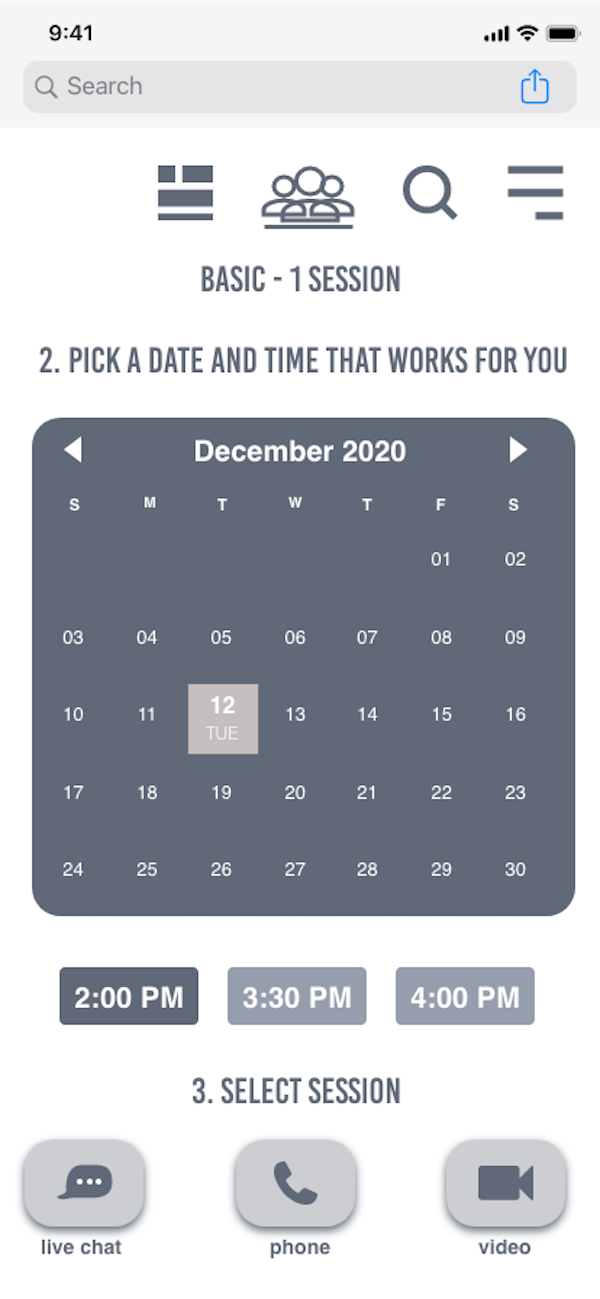 9:41
Search
BASIC - 1 SESSION
2. PICK A DATE AND TIME THAT WORKS FOR YOU
December 2020
S M T W T F S
01 02
03 04 05 06 07 08 09
10 11 12 13 14 15 16
TUE
17 18 19 20 21 22 23
24 25 26 27 28 29 30
2:00 PM 3:30 PM 4:00 PM
3. SELECT SESSION
live chat phone video